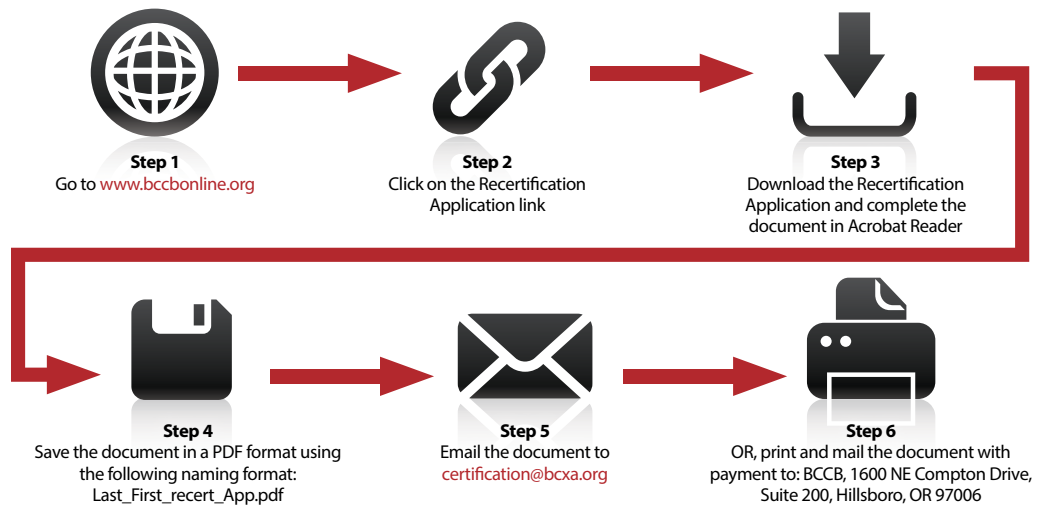 Step 1
Go to www.bccbonline.org
Step 2
Click on the Recertification
Application link
Step 3
Download the Recertification
Application and complete the
document in Acrobat Reader
Step 4
Save the document in a PDF format using
the following naming format:
Last_First_recert_App.pdf
Step 5
Email the document to
certification@bcxa.org
Step 6
OR, print and mail the document with
payment to: BCCB, 1600 NE Compton Drive,
Suite 200, Hillsboro, OR 97006